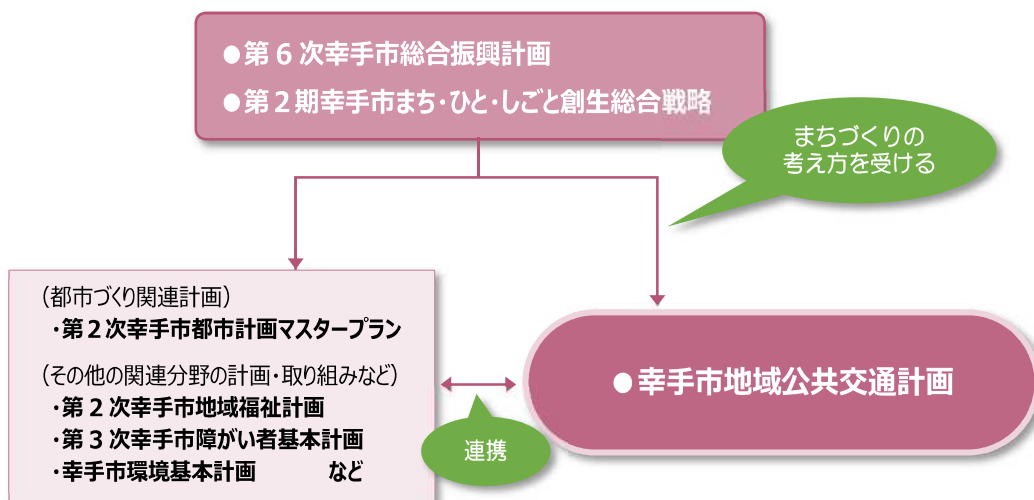 ●第6次幸手市総合振興計画
●第2期幸手市まち・ひと・しごと創生総合戦略
まちづくりの
考え方を受ける
(都市づくり関連計画)
・第2次幸手市都市計画マスタープラン
(その他の関連分野の計画・取り組みなど)
・第2次幸手市地域福祉計画
・第3次幸手市障がい者基本計画
・幸手市環境基本計画 など
連携
●幸手市地域公共交通計画